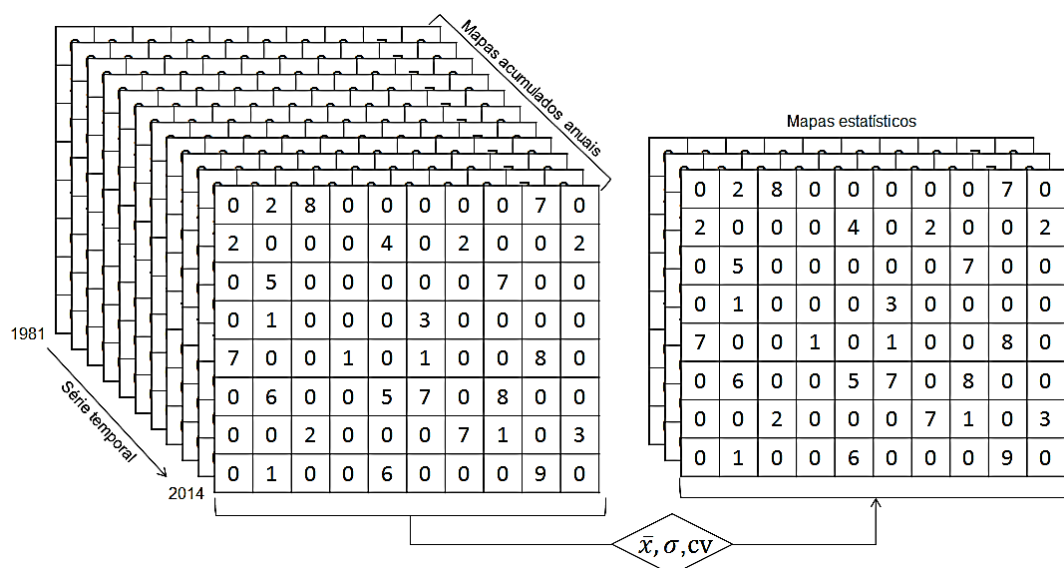 Mapas acumulados anuais
Mapas estatísticos
1981
Série temporal
2014
0 2 8 0 0 0 0 0 7 0
2 0 0 0 4 0 2 0 0 2
0 5 0 0 0 0 0 7 0 0
0 1 0 0 0 3 0 0 0 0
7 0 0 1 0 1 0 0 8 0
0 6 0 0 5 7 0 8 0 0
0 0 2 0 0 0 7 1 0 3
0 1 0 0 6 0 0 0 9 0
0 2 8 0 0 0 0 0 7 0
2 0 0 0 4 0 2 0 0 2
0 5 0 0 0 0 0 7 0 0
0 1 0 0 0 3 0 0 0 0
7 0 0 1 0 1 0 0 8 0
0 6 0 0 5 7 0 8 0 0
0 0 2 0 0 0 7 1 0 3
0 1 0 0 6 0 0 0 9 0
x̄, σ, cv